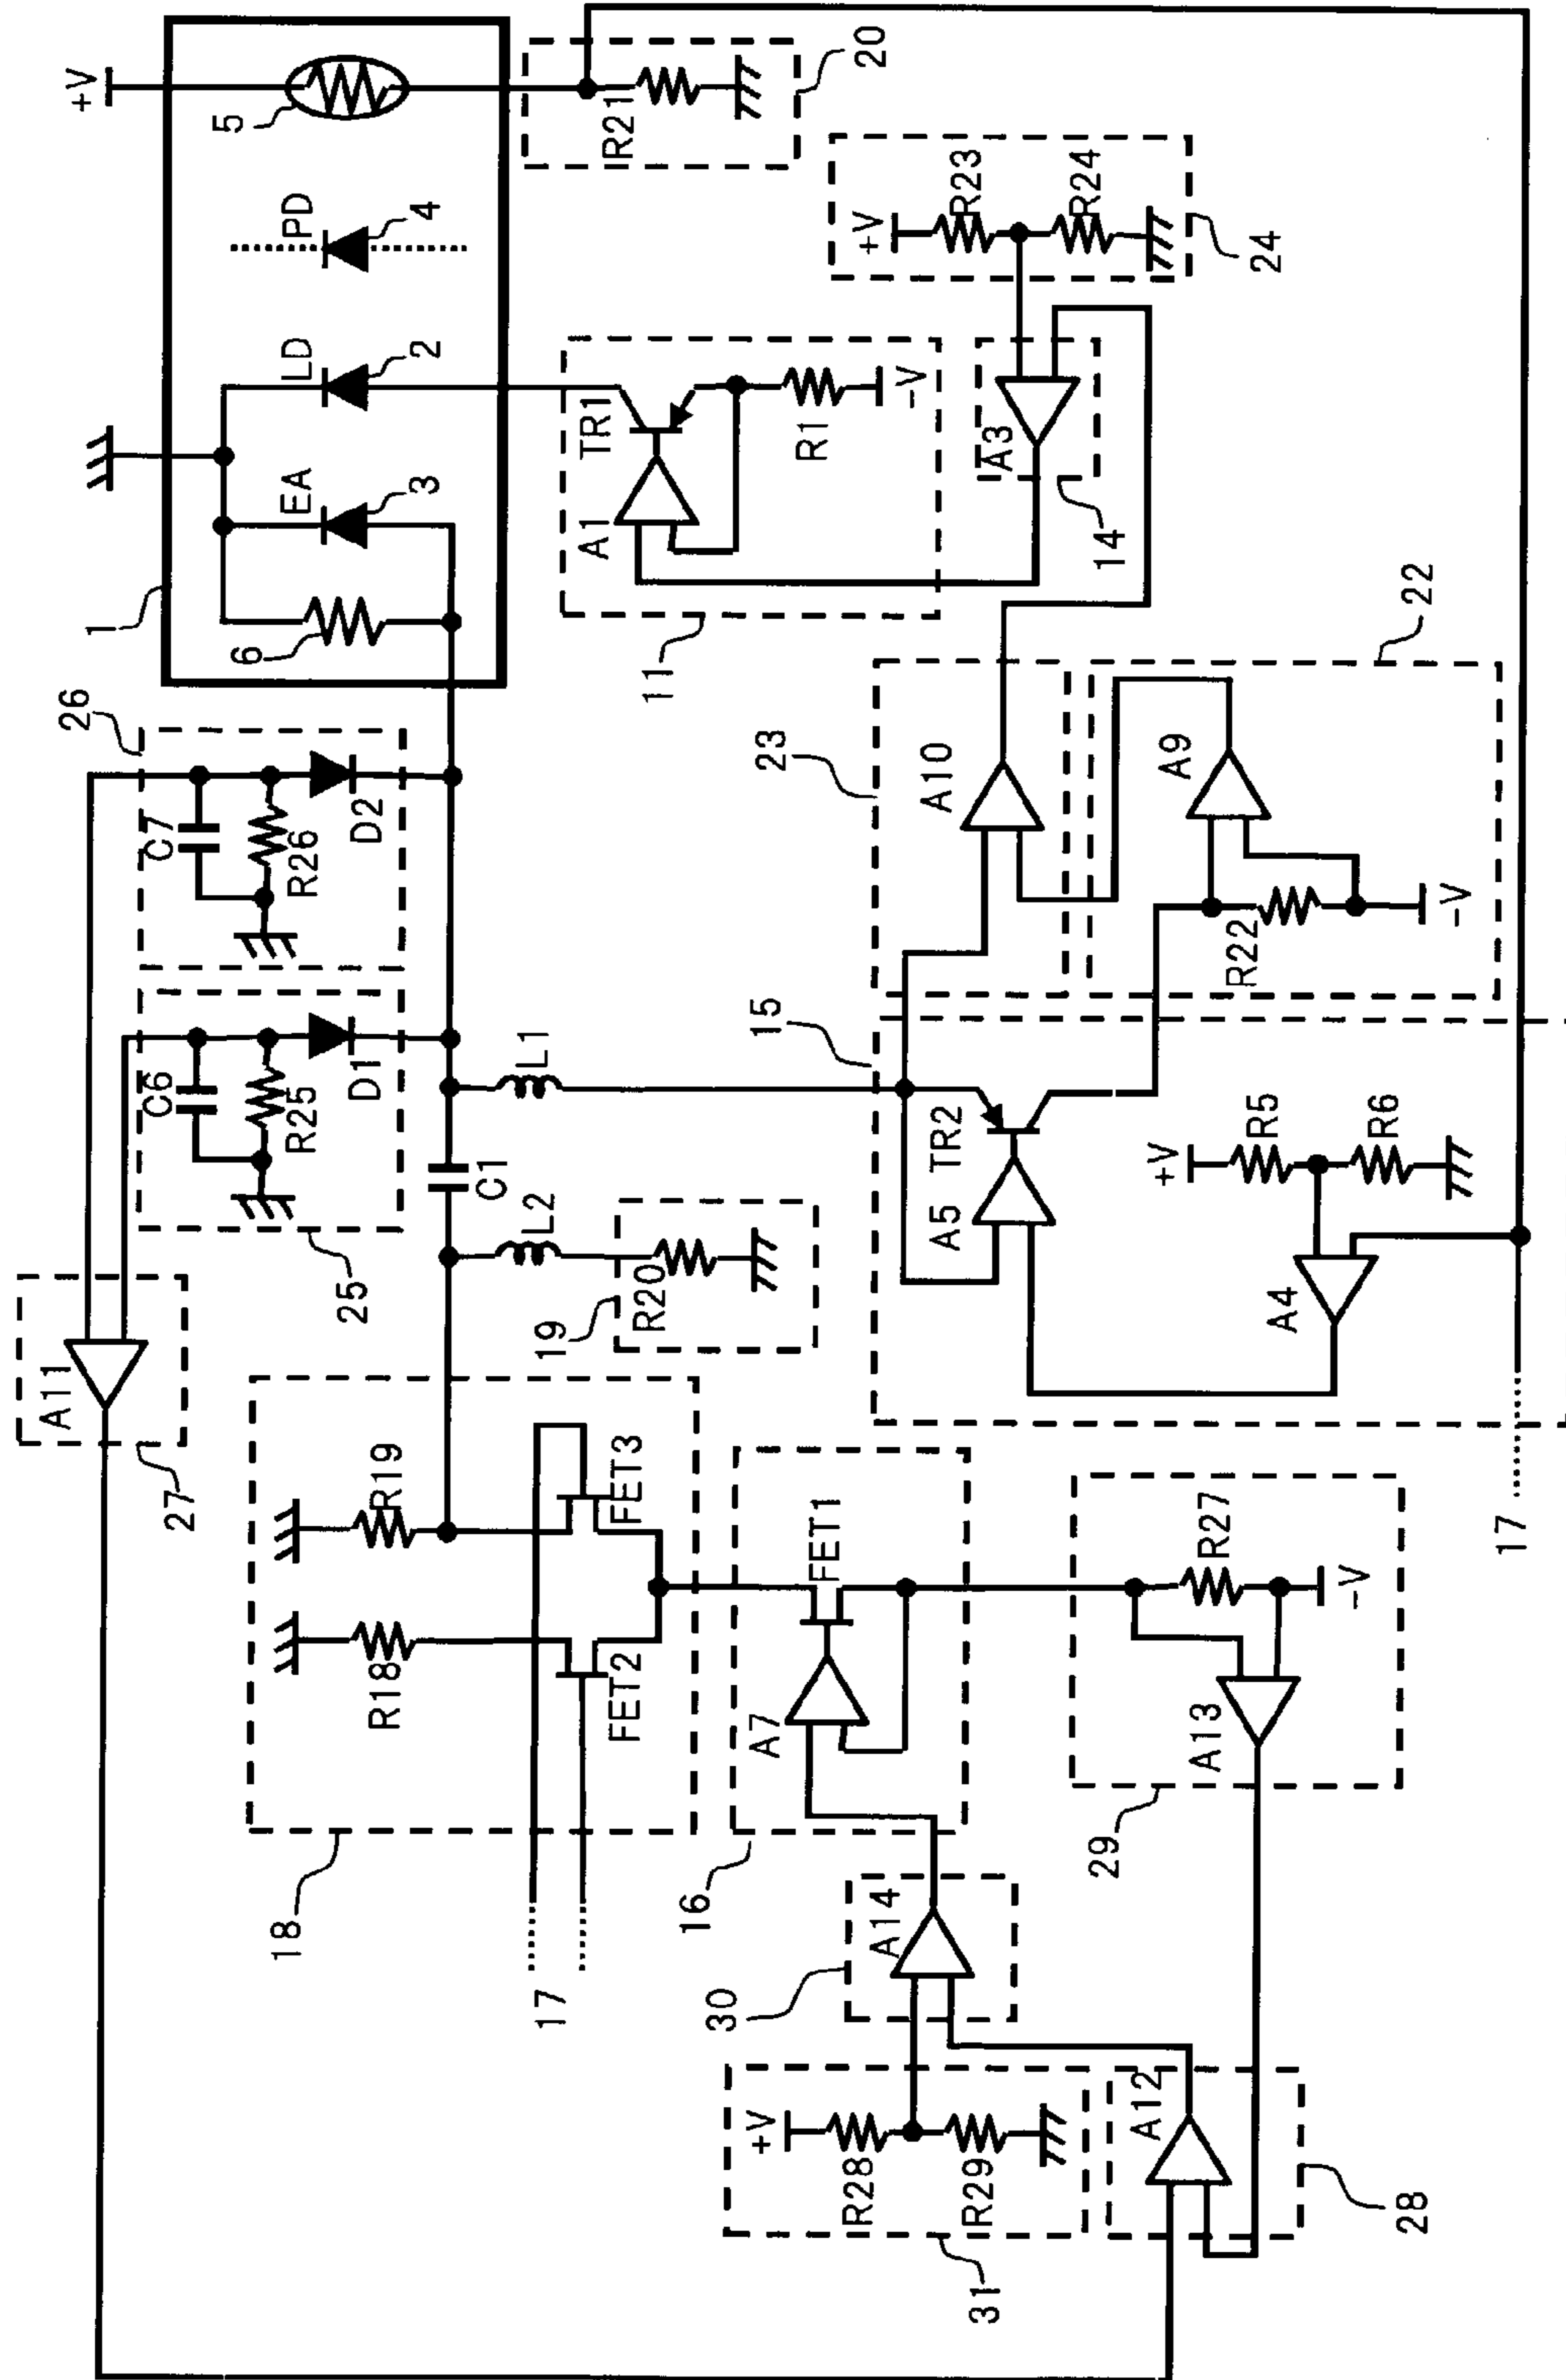 +V
5
PD
4
LD
2
EA
3
6
1
R21
20
26
C7
R26
D2
C6
R25
D1
25
A11
27
TR1
A1
R1
-V
11
+V
R23
R24
24
A3
14
L1
C1
L2
R20
19
23
A10
A9
R22
-V
22
15
TR2
A5
+V
R5
R6
A4
17
R19
R18
FET3
FET2
18
17
FET1
A7
16
R27
-V
A13
29
A14
30
+V
R28
R29
31
A12
28